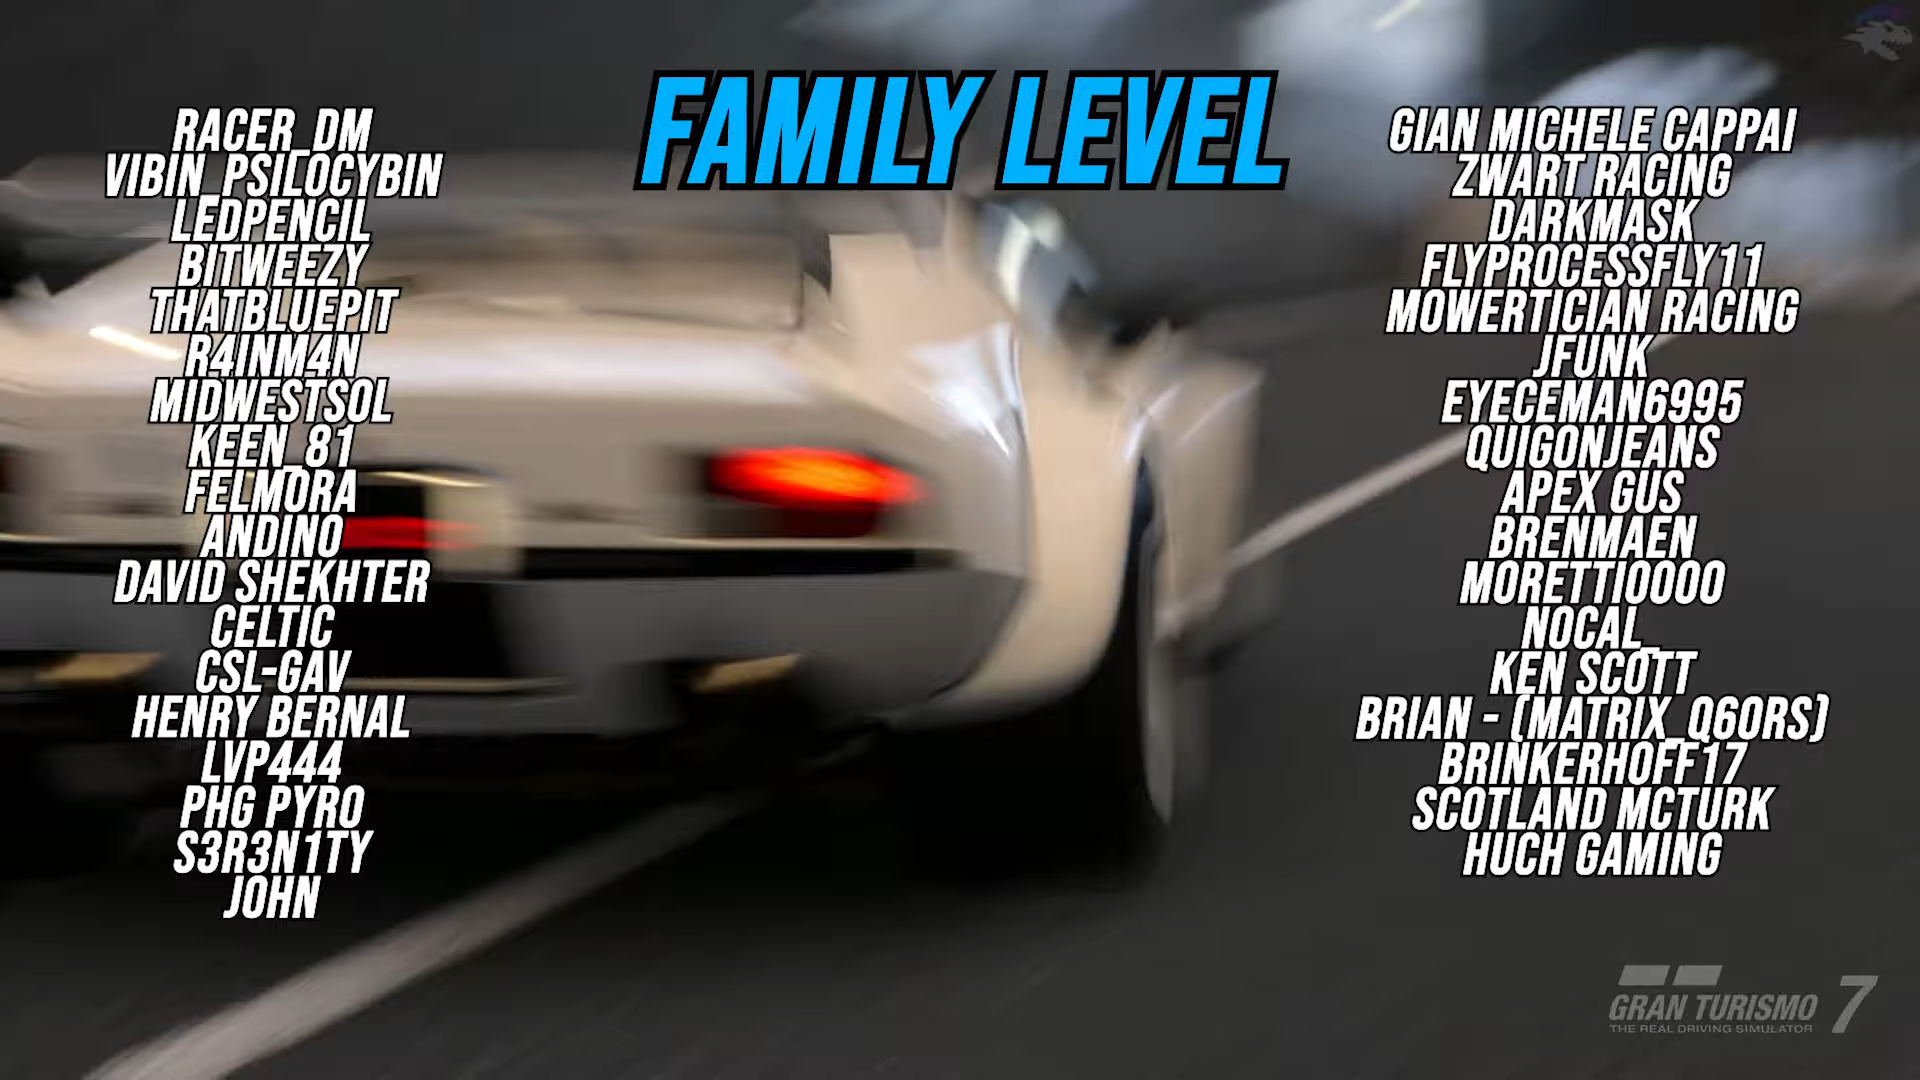 FAMILY LEVEL
RACER_DM
VIBIN_PSILOCYBIN
LEDPENCIL
BITWEEZY
THATBLUEPIT
R4INM4N
MIDWESTSOL
KEEN_81
FELMORA
ANDINO
DAVID SHEKHTER
CELTIC
CSL-GAV
HENRY BERNAL
LVP444
PHG PYRO
S3R3N1TY
JOHN
GIAN MICHELE CAPPAI
ZWART RACING
DARKMASK
FLYPROCESSFLY11
MOWERTICIAN RACING
JFUNK
EYECEMAN6995
QUIGONJEANS
APEX GUS
BRENMAEN
MORETTI0000
NOCAL_
KEN SCOTT
BRIAN - (MATRIX_Q60RS)
BRINKERHOFF17
SCOTLAND MCTURK
HUCH GAMING
GRAN TURISMO 7
THE REAL DRIVING SIMULATOR